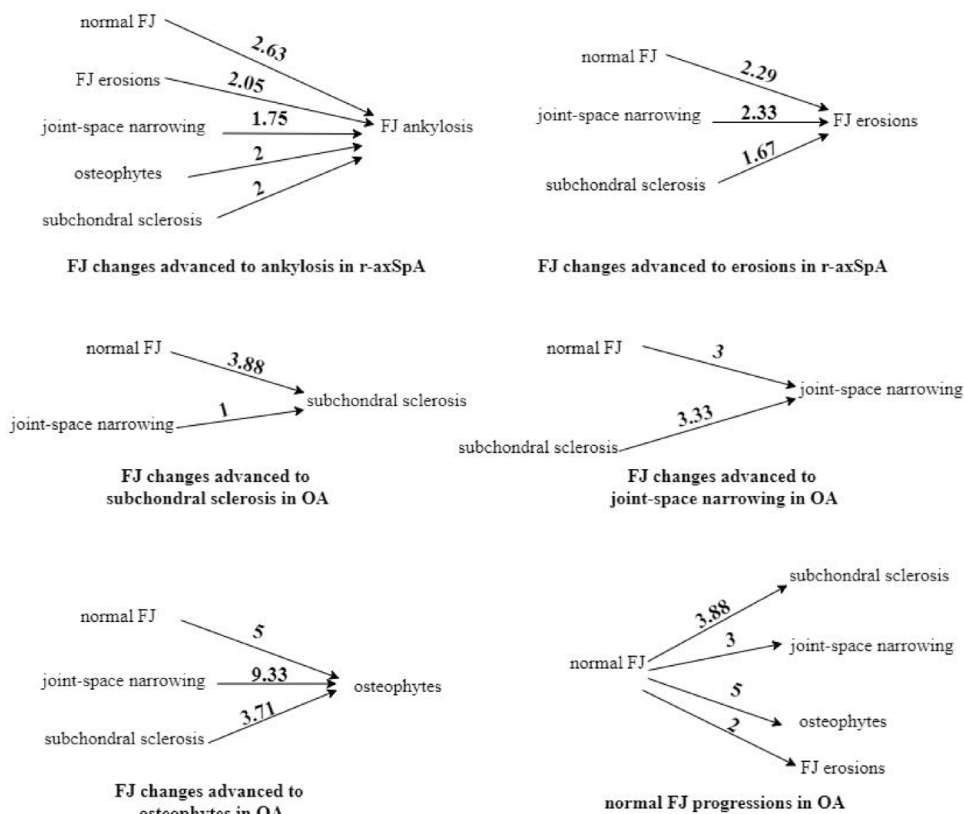 normal FJ
2.63
FJ erosions
2.05
joint-space narrowing
1.75
FJ ankylosis
osteophytes
2
subchondral sclerosis
2
FJ changes advanced to ankylosis in r-axSpA
normal FJ
2.29
joint-space narrowing
2.33
FJ erosions
subchondral sclerosis
1.67
FJ changes advanced to erosions in r-axSpA
normal FJ
3.88
subchondral sclerosis
joint-space narrowing
1
FJ changes advanced to
subchondral sclerosis in OA
normal FJ
3
joint-space narrowing
subchondral sclerosis
3.33
FJ changes advanced to
joint-space narrowing in OA
normal FJ
5
joint-space narrowing
9.33
osteophytes
subchondral sclerosis
3.71
FJ changes advanced to
osteophytes in OA
subchondral sclerosis
3.88
normal FJ
3
joint-space narrowing
5
osteophytes
2
FJ erosions
normal FJ progressions in OA